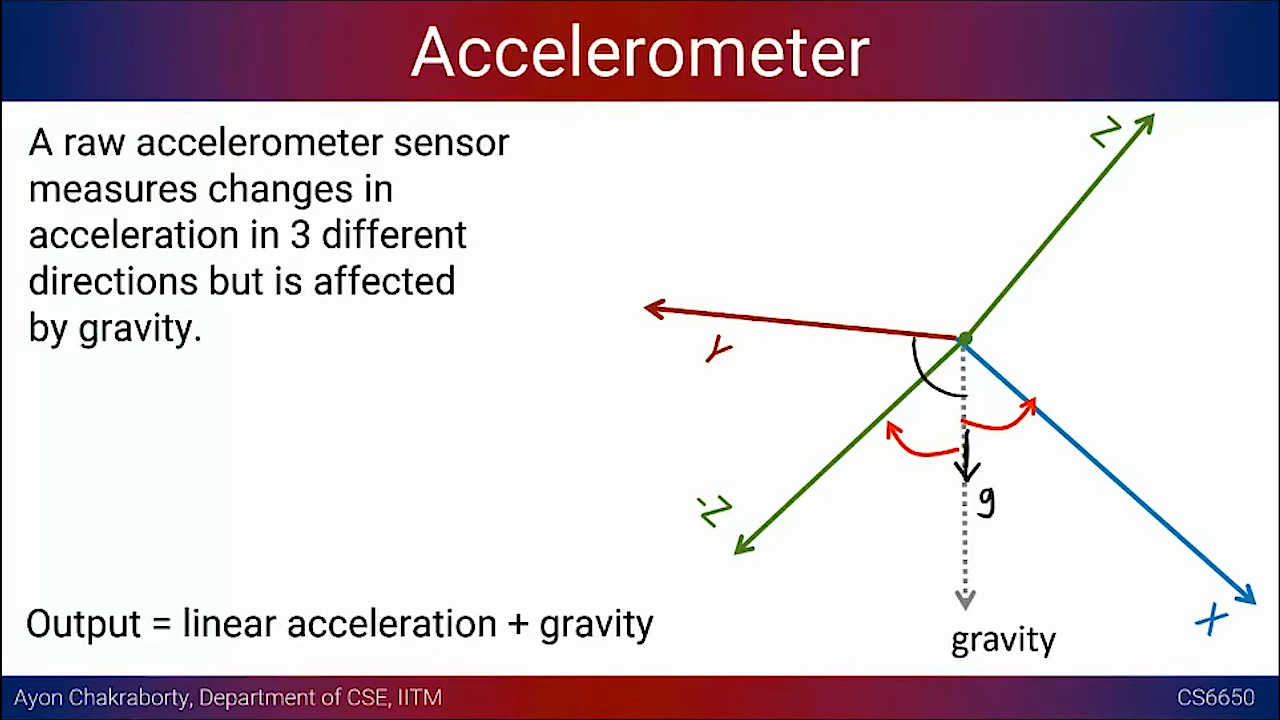 Accelerometer
A raw accelerometer sensor
measures changes in
acceleration in 3 different
directions but is affected
by gravity.
Z
Y
-Z
g
X
Output = linear acceleration + gravity
gravity
Ayon Chakraborty, Department of CSE, IITM
CS6650